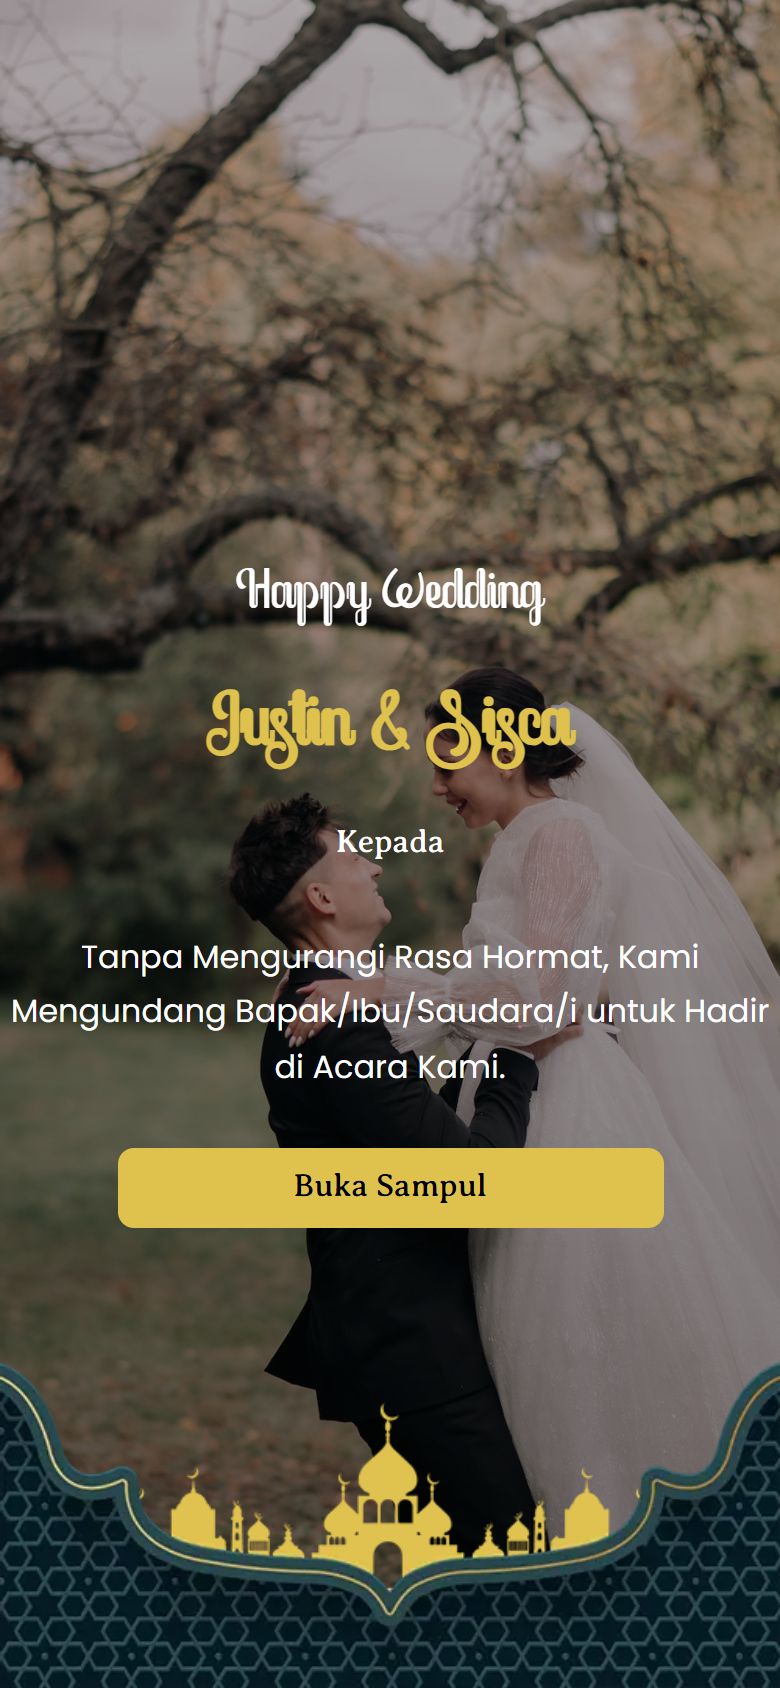 Happy Wedding
Justin & Sisca
Kepada
Tanpa Mengurangi Rasa Hormat, Kami
Mengundang Bapak/Ibu/Saudara/i untuk Hadir
di Acara Kami.
Buka Sampul